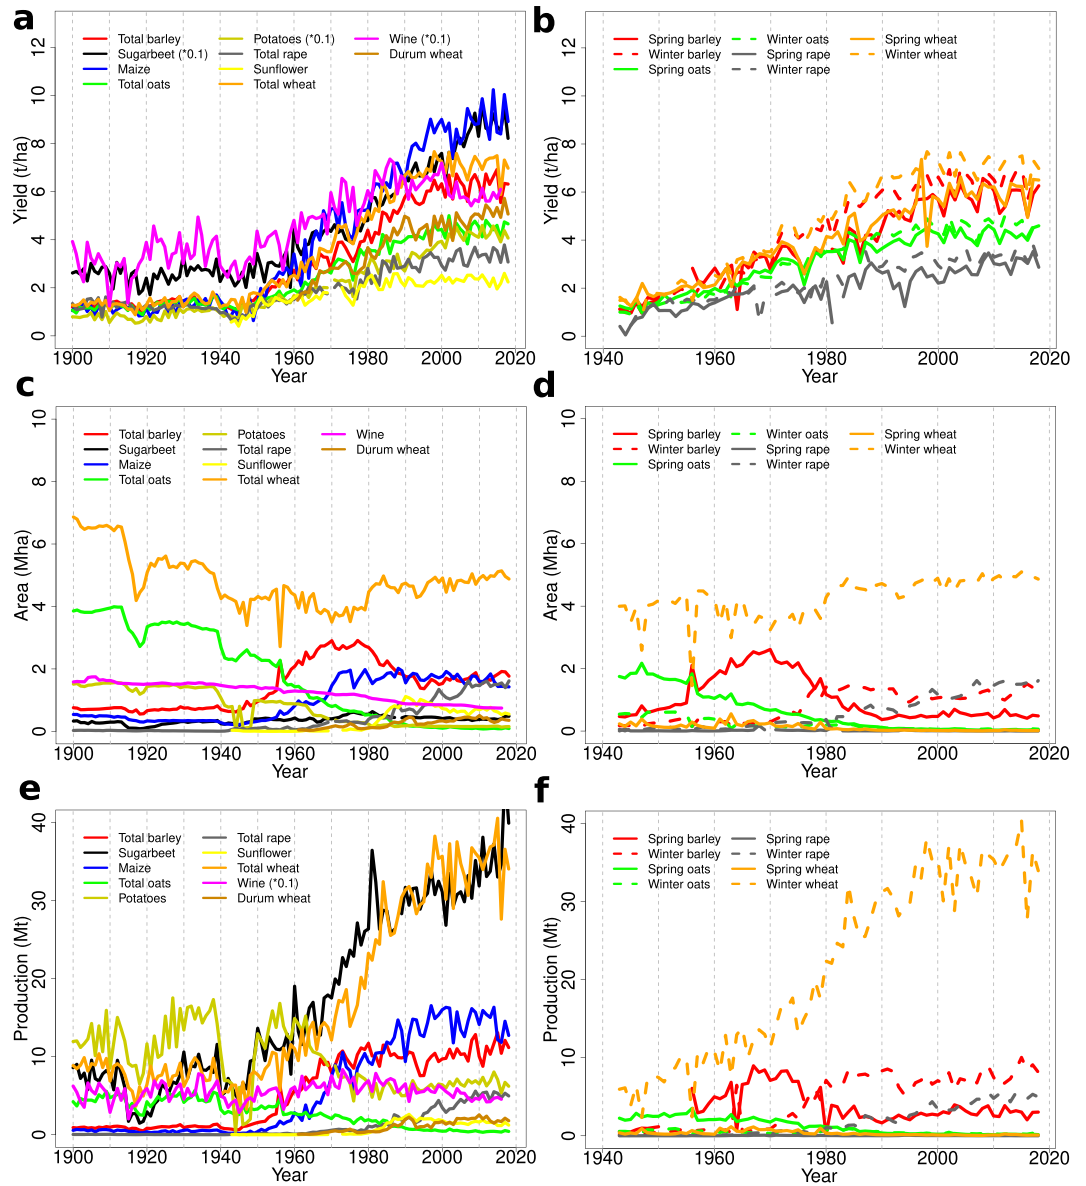 a
Total barley Potatoes (*0.1) Wine (*0.1)
Sugarbeet (*0.1) Total rape Durum wheat
Maize Sunflower
Total oats Total wheat
Yield (t/ha)
0 2 4 6 8 10 12
1900 1920 1940 1960 1980 2000 2020
Year
b
Spring barley Winter oats Spring wheat
Winter barley Spring rape Winter wheat
Spring oats Winter rape
Yield (t/ha)
0 2 4 6 8 10 12
1940 1960 1980 2000 2020
Year
c
Total barley Potatoes Wine
Sugarbeet Total rape Durum wheat
Maize Sunflower
Total oats Total wheat
Area (Mha)
0 2 4 6 8 10
1900 1920 1940 1960 1980 2000 2020
Year
d
Spring barley Winter oats Spring wheat
Winter barley Spring rape Winter wheat
Spring oats Winter rape
Area (Mha)
0 2 4 6 8 10
1940 1960 1980 2000 2020
Year
e
Total barley Total rape
Sugarbeet Sunflower
Maize Total wheat
Total oats Wine (*0.1)
Potatoes Durum wheat
Production (Mt)
0 10 20 30 40
1900 1920 1940 1960 1980 2000 2020
Year
f
Spring barley Spring rape
Winter barley Winter rape
Spring oats Spring wheat
Winter oats Winter wheat
Production (Mt)
0 10 20 30 40
1940 1960 1980 2000 2020
Year